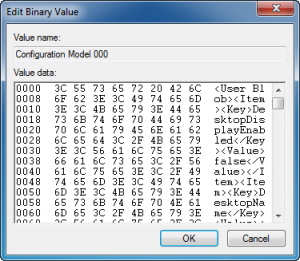 Edit Binary Value
Value name:
Configuration Model 000
Value data:
0000 3C 55 73 65 72 20 42 6C <User Bl
0008 6F 62 3E 3C 49 74 65 6D ob><Item
0010 3E 3C 4B 65 79 3E 44 65 ><Key>De
0018 73 6B 74 6F 70 44 69 73 sktopDis
0020 70 6C 61 79 45 6E 61 62 playEnab
0028 6C 65 64 3C 2F 4B 65 79 led</Key
0030 3E 3C 56 61 6C 75 65 3E ><Value>
0038 66 61 6C 73 65 3C 2F 56 false</V
0040 61 6C 75 65 3E 3C 2F 49 alue></I
0048 74 65 6D 3E 3C 49 74 65 tem><Ite
0050 6D 3E 3C 4B 65 79 3E 44 m><Key>D
0058 65 73 6B 74 6F 70 4E 61 esktopNa
0060 6D 65 3C 2F 4B 65 79 3E me</Key>
OK
Cancel